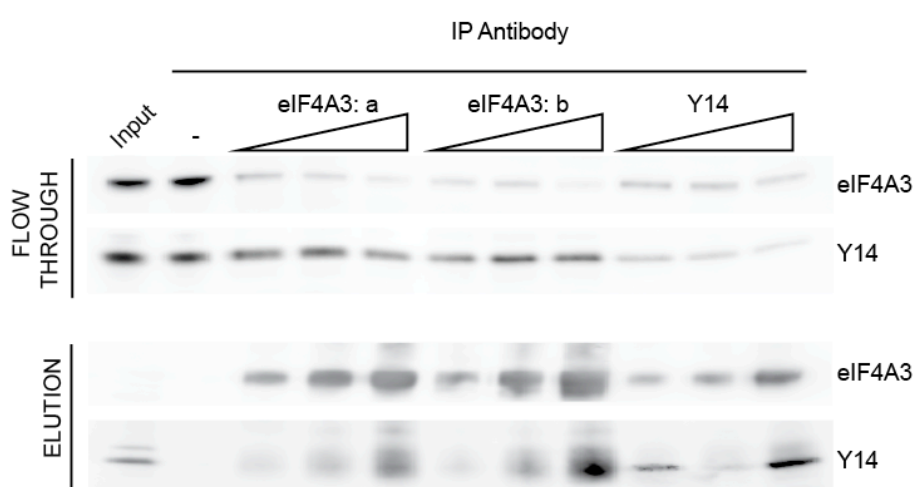 IP Antibody
Input
-
eIF4A3: a
eIF4A3: b
Y14
FLOW
THROUGH
eIF4A3
Y14
ELUTION
eIF4A3
Y14